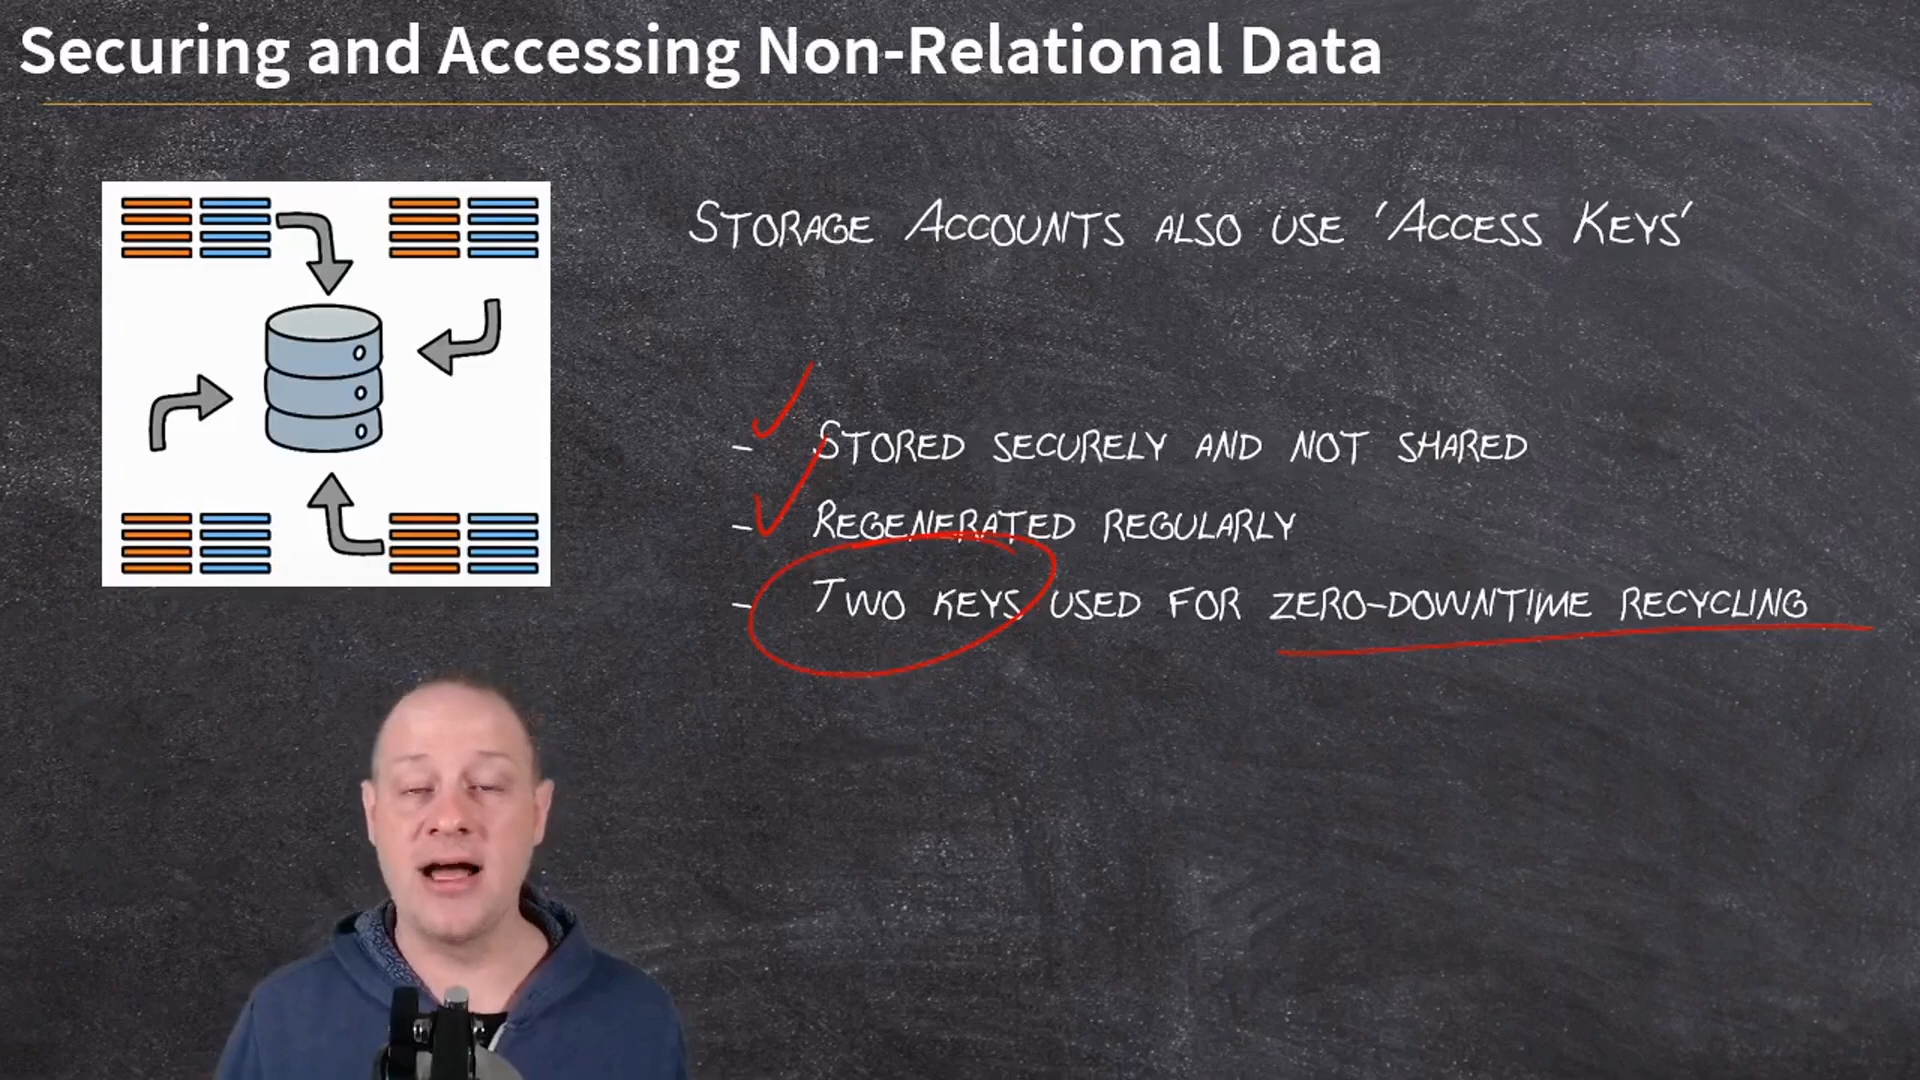 Securing and Accessing Non-Relational Data
STORAGE ACCOUNTS ALSO USE 'ACCESS KEYS'
- STORED SECURELY AND NOT SHARED
- REGENERATED REGULARLY
- TWO KEYS USED FOR ZERO-DOWNTIME RECYCLING